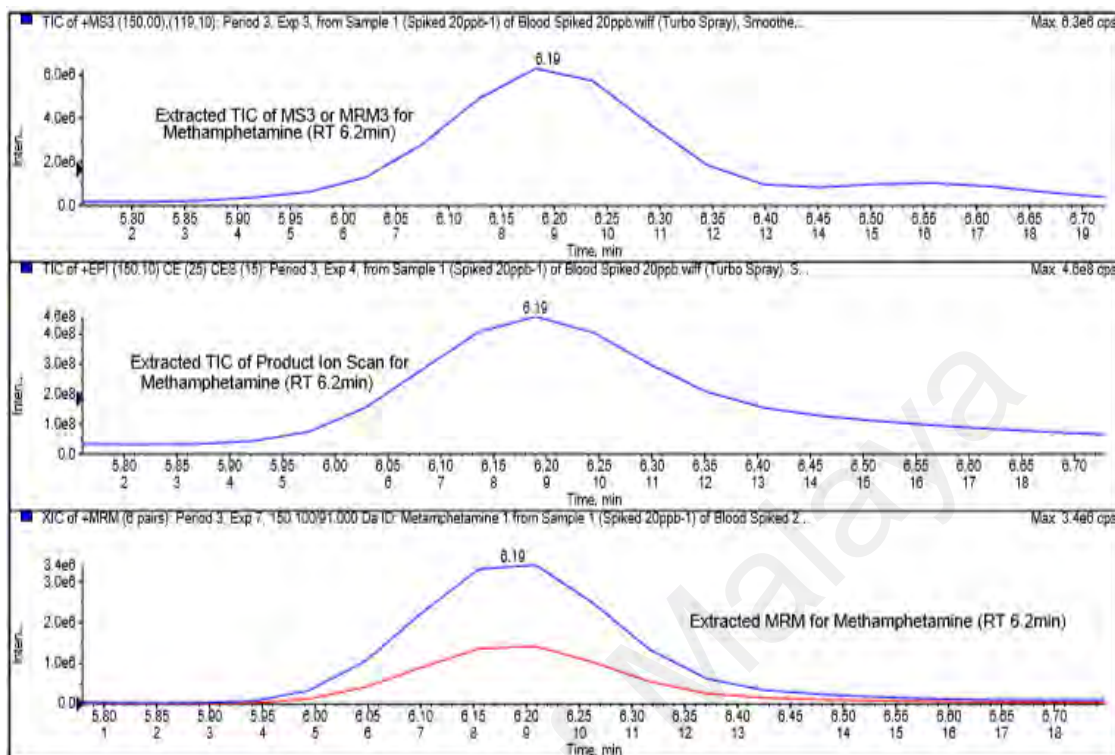 TIC of +MS3 (150.00),(119.10): Period 3, Exp 3, from Sample 1 (Spiked 20ppb-1) of Blood Spiked 20ppb.wiff (Turbo Spray), Smoothe... Max. 6.3e6 cps
6.19
6.0e6
Extracted TIC of MS3 or MRM3 for
Methamphetamine (RT 6.2min)
4.0e6
Inten...
2.0e6
0.0
5.80 5.85 5.90 5.95 6.00 6.05 6.10 6.15 6.20 6.25 6.30 6.35 6.40 6.45 6.50 6.55 6.60 6.65 6.70
2 3 4 5 6 7 8 9 10 11 12 13 14 15 16 17 18 19
Time, min
TIC of +EPI (150.10) CE (25) CES (15): Period 3, Exp 4, from Sample 1 (Spiked 20ppb-1) of Blood Spiked 20ppb.wiff (Turbo Spray), S... Max. 4.6e8 cps
6.19
4.6e8
4.0e8
Extracted TIC of Product Ion Scan for
Methamphetamine (RT 6.2min)
Inten...
2.0e8
1.0e8
0.0
5.80 5.85 5.90 5.95 6.00 6.05 6.10 6.15 6.20 6.25 6.30 6.35 6.40 6.45 6.50 6.55 6.60 6.65 6.70
2 3 4 5 6 7 8 9 10 11 12 13 14 15 16 17 18
Time, min
XIC of +MRM (6 pairs): Period 3, Exp 7, 150.100/91.000 Da ID: Metamphetamine 1 from Sample 1 (Spiked 20ppb-1) of Blood Spiked 2... Max. 3.4e6 cps
6.19
3.4e6
3.0e6
Inten...
2.0e6
Extracted MRM for Methamphetamine (RT 6.2min)
1.0e6
0.0
5.80 5.85 5.90 5.95 6.00 6.05 6.10 6.15 6.20 6.25 6.30 6.35 6.40 6.45 6.50 6.55 6.60 6.65 6.70
1 2 3 4 5 6 7 8 9 10 11 12 13 14 15 16 17 18
Time, min
Malaya